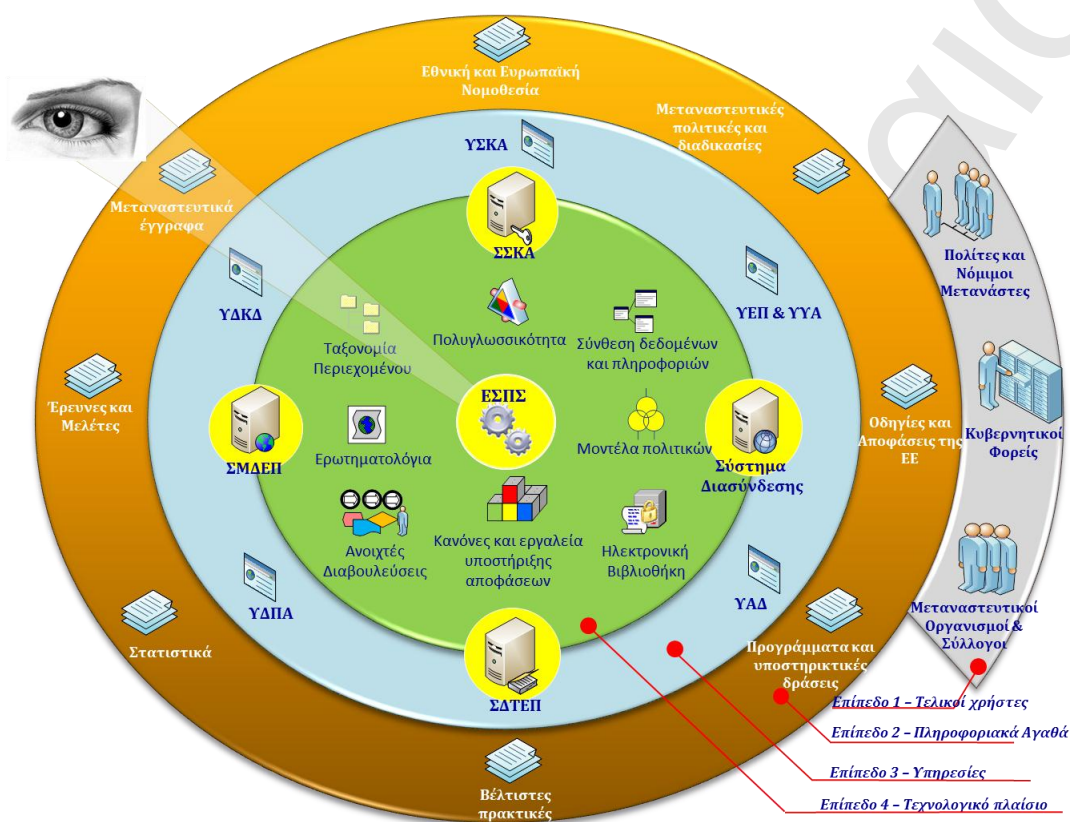 Εθνική και Ευρωπαϊκή
Νομοθεσία
Μεταναστευτικές
πολιτικές και
διαδικασίες
Μεταναστευτικά
έγγραφα
ΥΣΚΑ
ΣΣΚΑ
Πολίτες και
Νόμιμοι
Μετανάστες
ΥΔΚΔ
ΥΕΠ & ΥΥΑ
Ταξονομία
Περιεχομένου
Πολυγλωσσικότητα
Σύνθεση δεδομένων
και πληροφοριών
Έρευνες και
Μελέτες
ΣΜΔΕΠ
Ερωτηματολόγια
ΕΣΠΣ
Μοντέλα πολιτικών
Σύστημα
Διασύνδεσης
Οδηγίες και
Αποφάσεις της
ΕΕ
Κυβερνητικοί
Φορείς
Ανοιχτές
Διαβουλεύσεις
Κανόνες και εργαλεία
υποστήριξης
αποφάσεων
Ηλεκτρονική
Βιβλιοθήκη
ΥΔΠΑ
ΥΑΔ
Μεταναστευτικοί
Οργανισμοί &
Σύλλογοι
Στατιστικά
ΣΔΤΕΠ
Προγράμματα και
υποστηρικτικές
δράσεις
Βέλτιστες
πρακτικές
Επίπεδο 1 – Τελικοί χρήστες
Επίπεδο 2 – Πληροφοριακά Αγαθά
Επίπεδο 3 – Υπηρεσίες
Επίπεδο 4 – Τεχνολογικό πλαίσιο